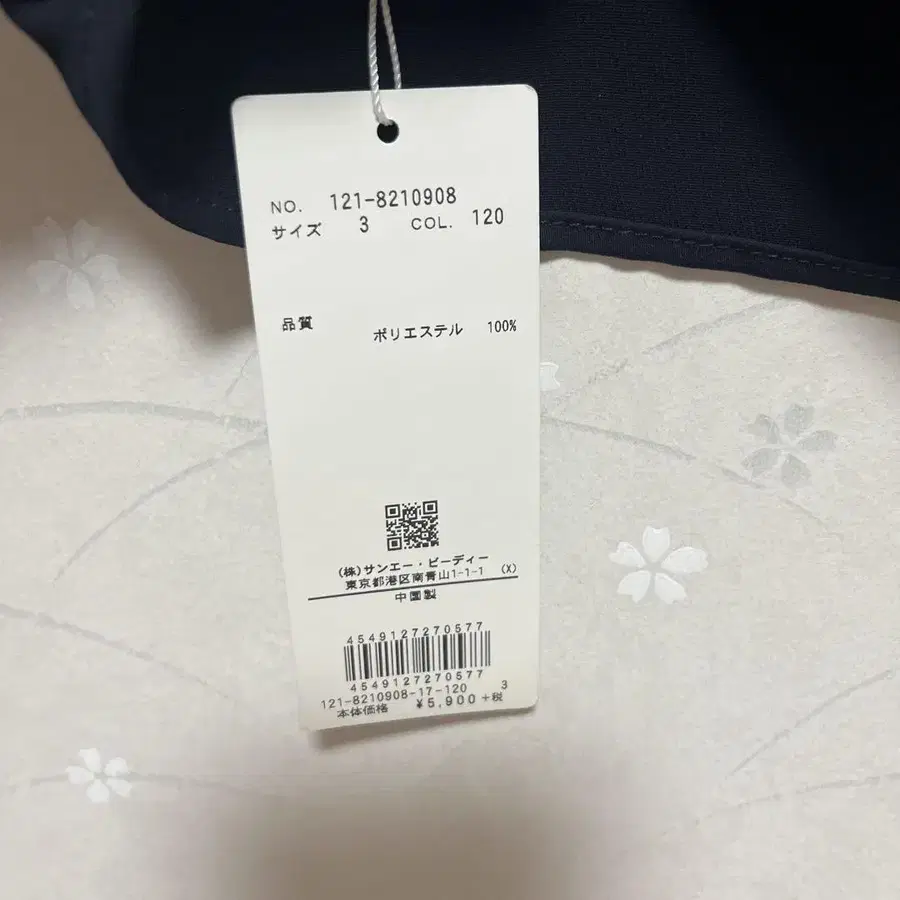 NO. 121-8210908
サイズ 3 COL. 120
品質 ポリエステル 100%
(株)サンエー・ビーディー
東京都港区南青山1-1-1 (X)
中国製
4549127270577
4549127270577
121-8210908-17-120 3
本体価格 ¥5,900+税